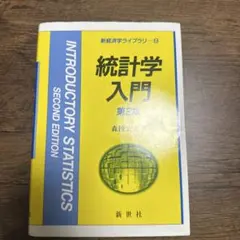 新経済学ライブラリ
INTRODUCTORY STATISTICS
SECOND EDITION
統計学
入門
第2版
新世社